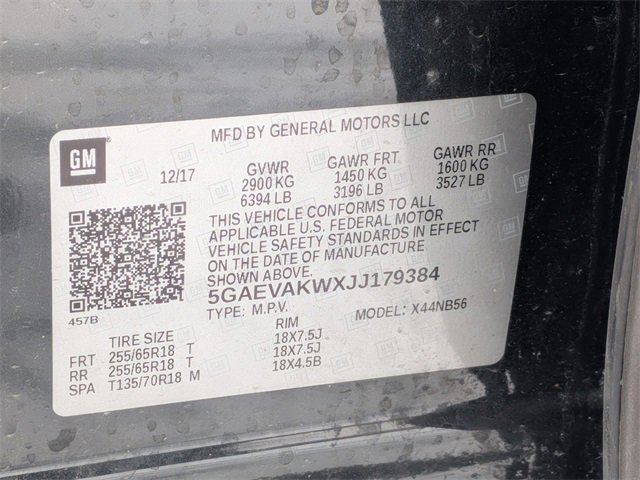 MFD BY GENERAL MOTORS LLC
GM
12/17
GVWR GAWR FRT GAWR RR
2900 KG 1450 KG 1600 KG
6394 LB 3196 LB 3527 LB
THIS VEHICLE CONFORMS TO ALL
APPLICABLE U.S. FEDERAL MOTOR
VEHICLE SAFETY STANDARDS IN EFFECT
ON THE DATE OF MANUFACTURE
SHOWN ABOVE.
5GAEVAKWXJJ179384
457B
TYPE: M.P.V. MODEL: X44NB56
TIRE SIZE RIM
FRT 255/65R18 T 18X7.5J
RR 255/65R18 T 18X7.5J
SPA T135/70R18 M 18X4.5B